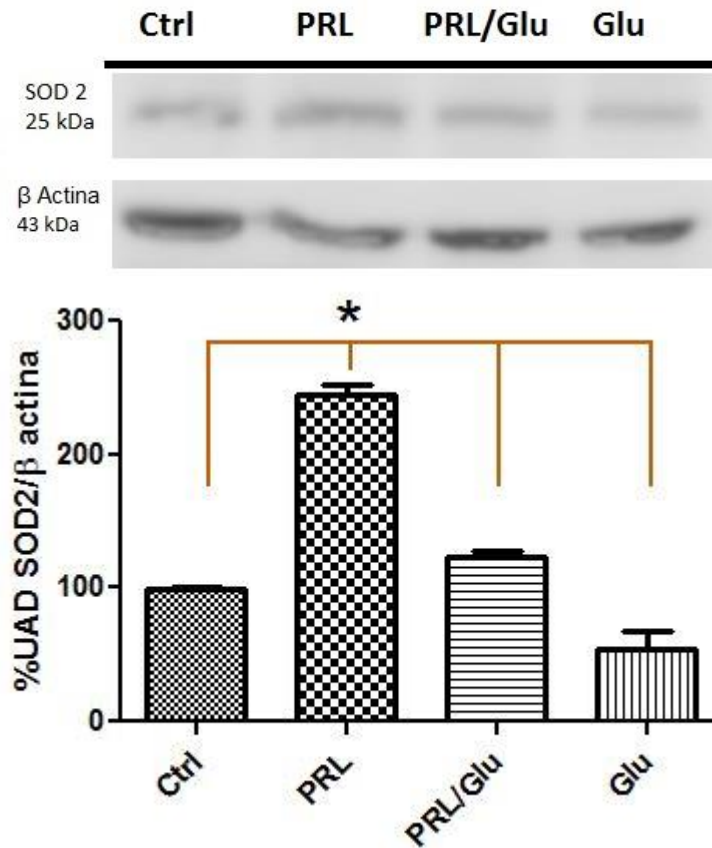 Ctrl PRL PRL/Glu Glu
SOD 2
25 kDa
β Actina
43 kDa
%UAD SOD2/β actina
300
200
100
0
*
Ctrl PRL PRL/Glu Glu